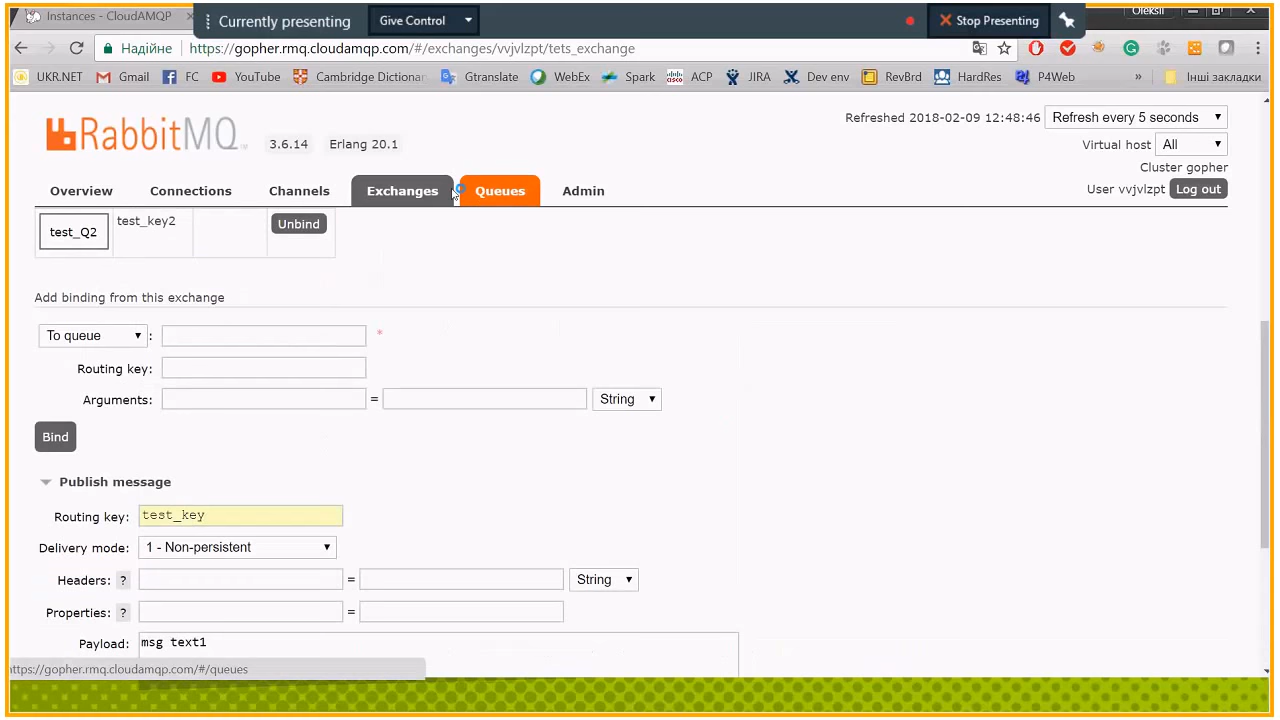 Instances - CloudAMQP
Currently presenting
Give Control
Stop Presenting
Oleksii
Надійне
https://gopher.rmq.cloudamqp.com/#/exchanges/vvjvlzpt/tets_exchange
UKR.NET
Gmail
FC
YouTube
Cambridge Dictionar
Gtranslate
WebEx
Spark
ACP
JIRA
Dev env
RevBrd
HardRes
P4Web
»
Інші закладки
RabbitMQ
3.6.14
Erlang 20.1
Refreshed 2018-02-09 12:48:46
Refresh every 5 seconds
Virtual host
All
Cluster gopher
User vvjvlzpt
Log out
Overview
Connections
Channels
Exchanges
Queues
Admin
test_Q2
test_key2
Unbind
Add binding from this exchange
To queue
:
*
Routing key:
Arguments:
=
String
Bind
Publish message
Routing key:
test_key
Delivery mode:
1 - Non-persistent
Headers:
?
=
String
Properties:
?
=
Payload:
msg text1
https://gopher.rmq.cloudamqp.com/#/queues